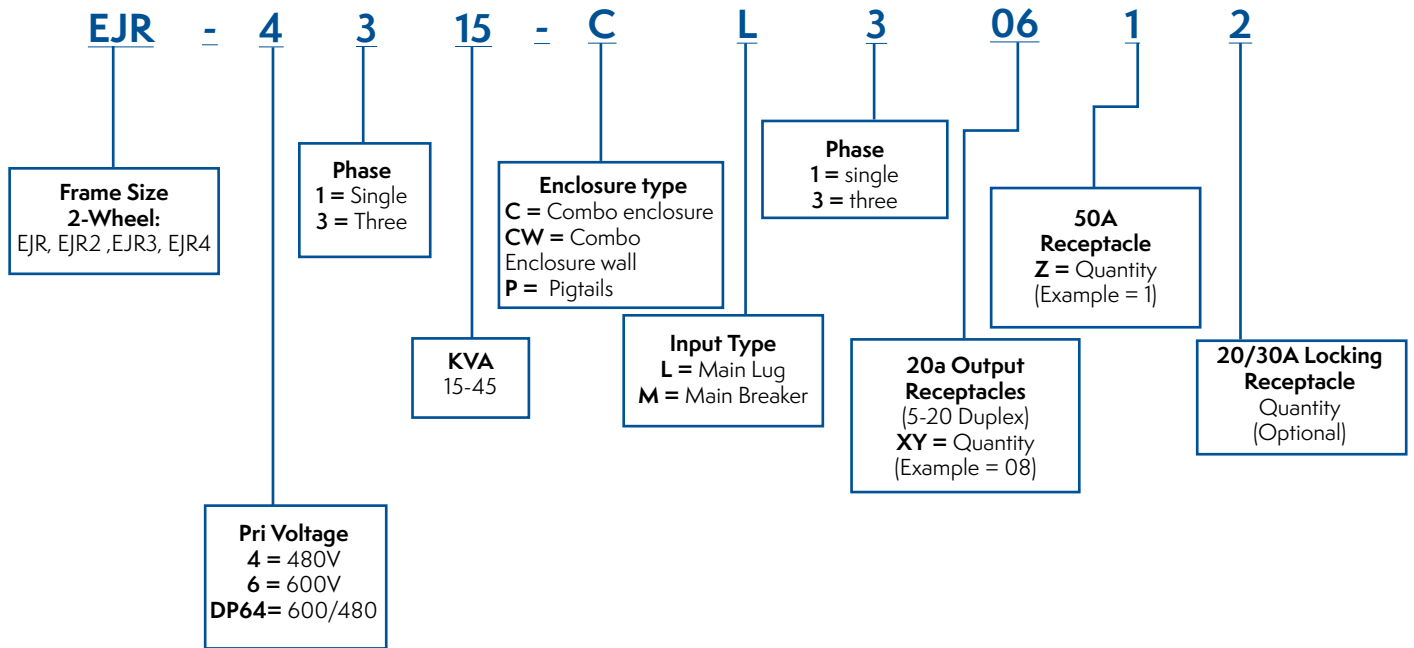 EJR - 4 3 15 - C L 3 06 1 2
Frame Size
2-Wheel:
EJR, EJR2 ,EJR3, EJR4
Pri Voltage
4 = 480V
6 = 600V
DP64= 600/480
Phase
1 = Single
3 = Three
KVA
15-45
Enclosure type
C = Combo enclosure
CW = Combo
Enclosure wall
P = Pigtails
Input Type
L = Main Lug
M = Main Breaker
Phase
1 = single
3 = three
20a Output
Receptacles
(5-20 Duplex)
XY = Quantity
(Example = 08)
50A
Receptacle
Z = Quantity
(Example = 1)
20/30A Locking
Receptacle
Quantity
(Optional)